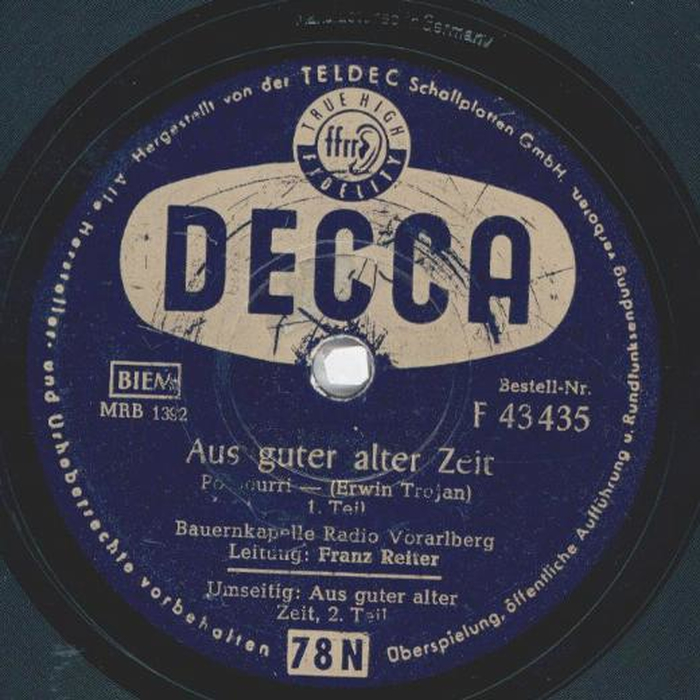 Germany
Hergestellt von der TELDEC Schallplatten GmbH.
Alle Hersteller- und Urheberrechte vorbehalten
Überspielung, öffentliche Aufführung u. Rundfunksendung verboten
TRUE HIGH
ffrr
FIDELITY
DECCA
BIEM
MRB 1392
Bestell-Nr.
F 43435
Aus guter alter Zeit
Potpourri — (Erwin Trojan)
1. Teil
Bauernkapelle Radio Vorarlberg
Leitung: Franz Reiter
Umseitig: Aus guter alter
Zeit, 2. Teil
78N